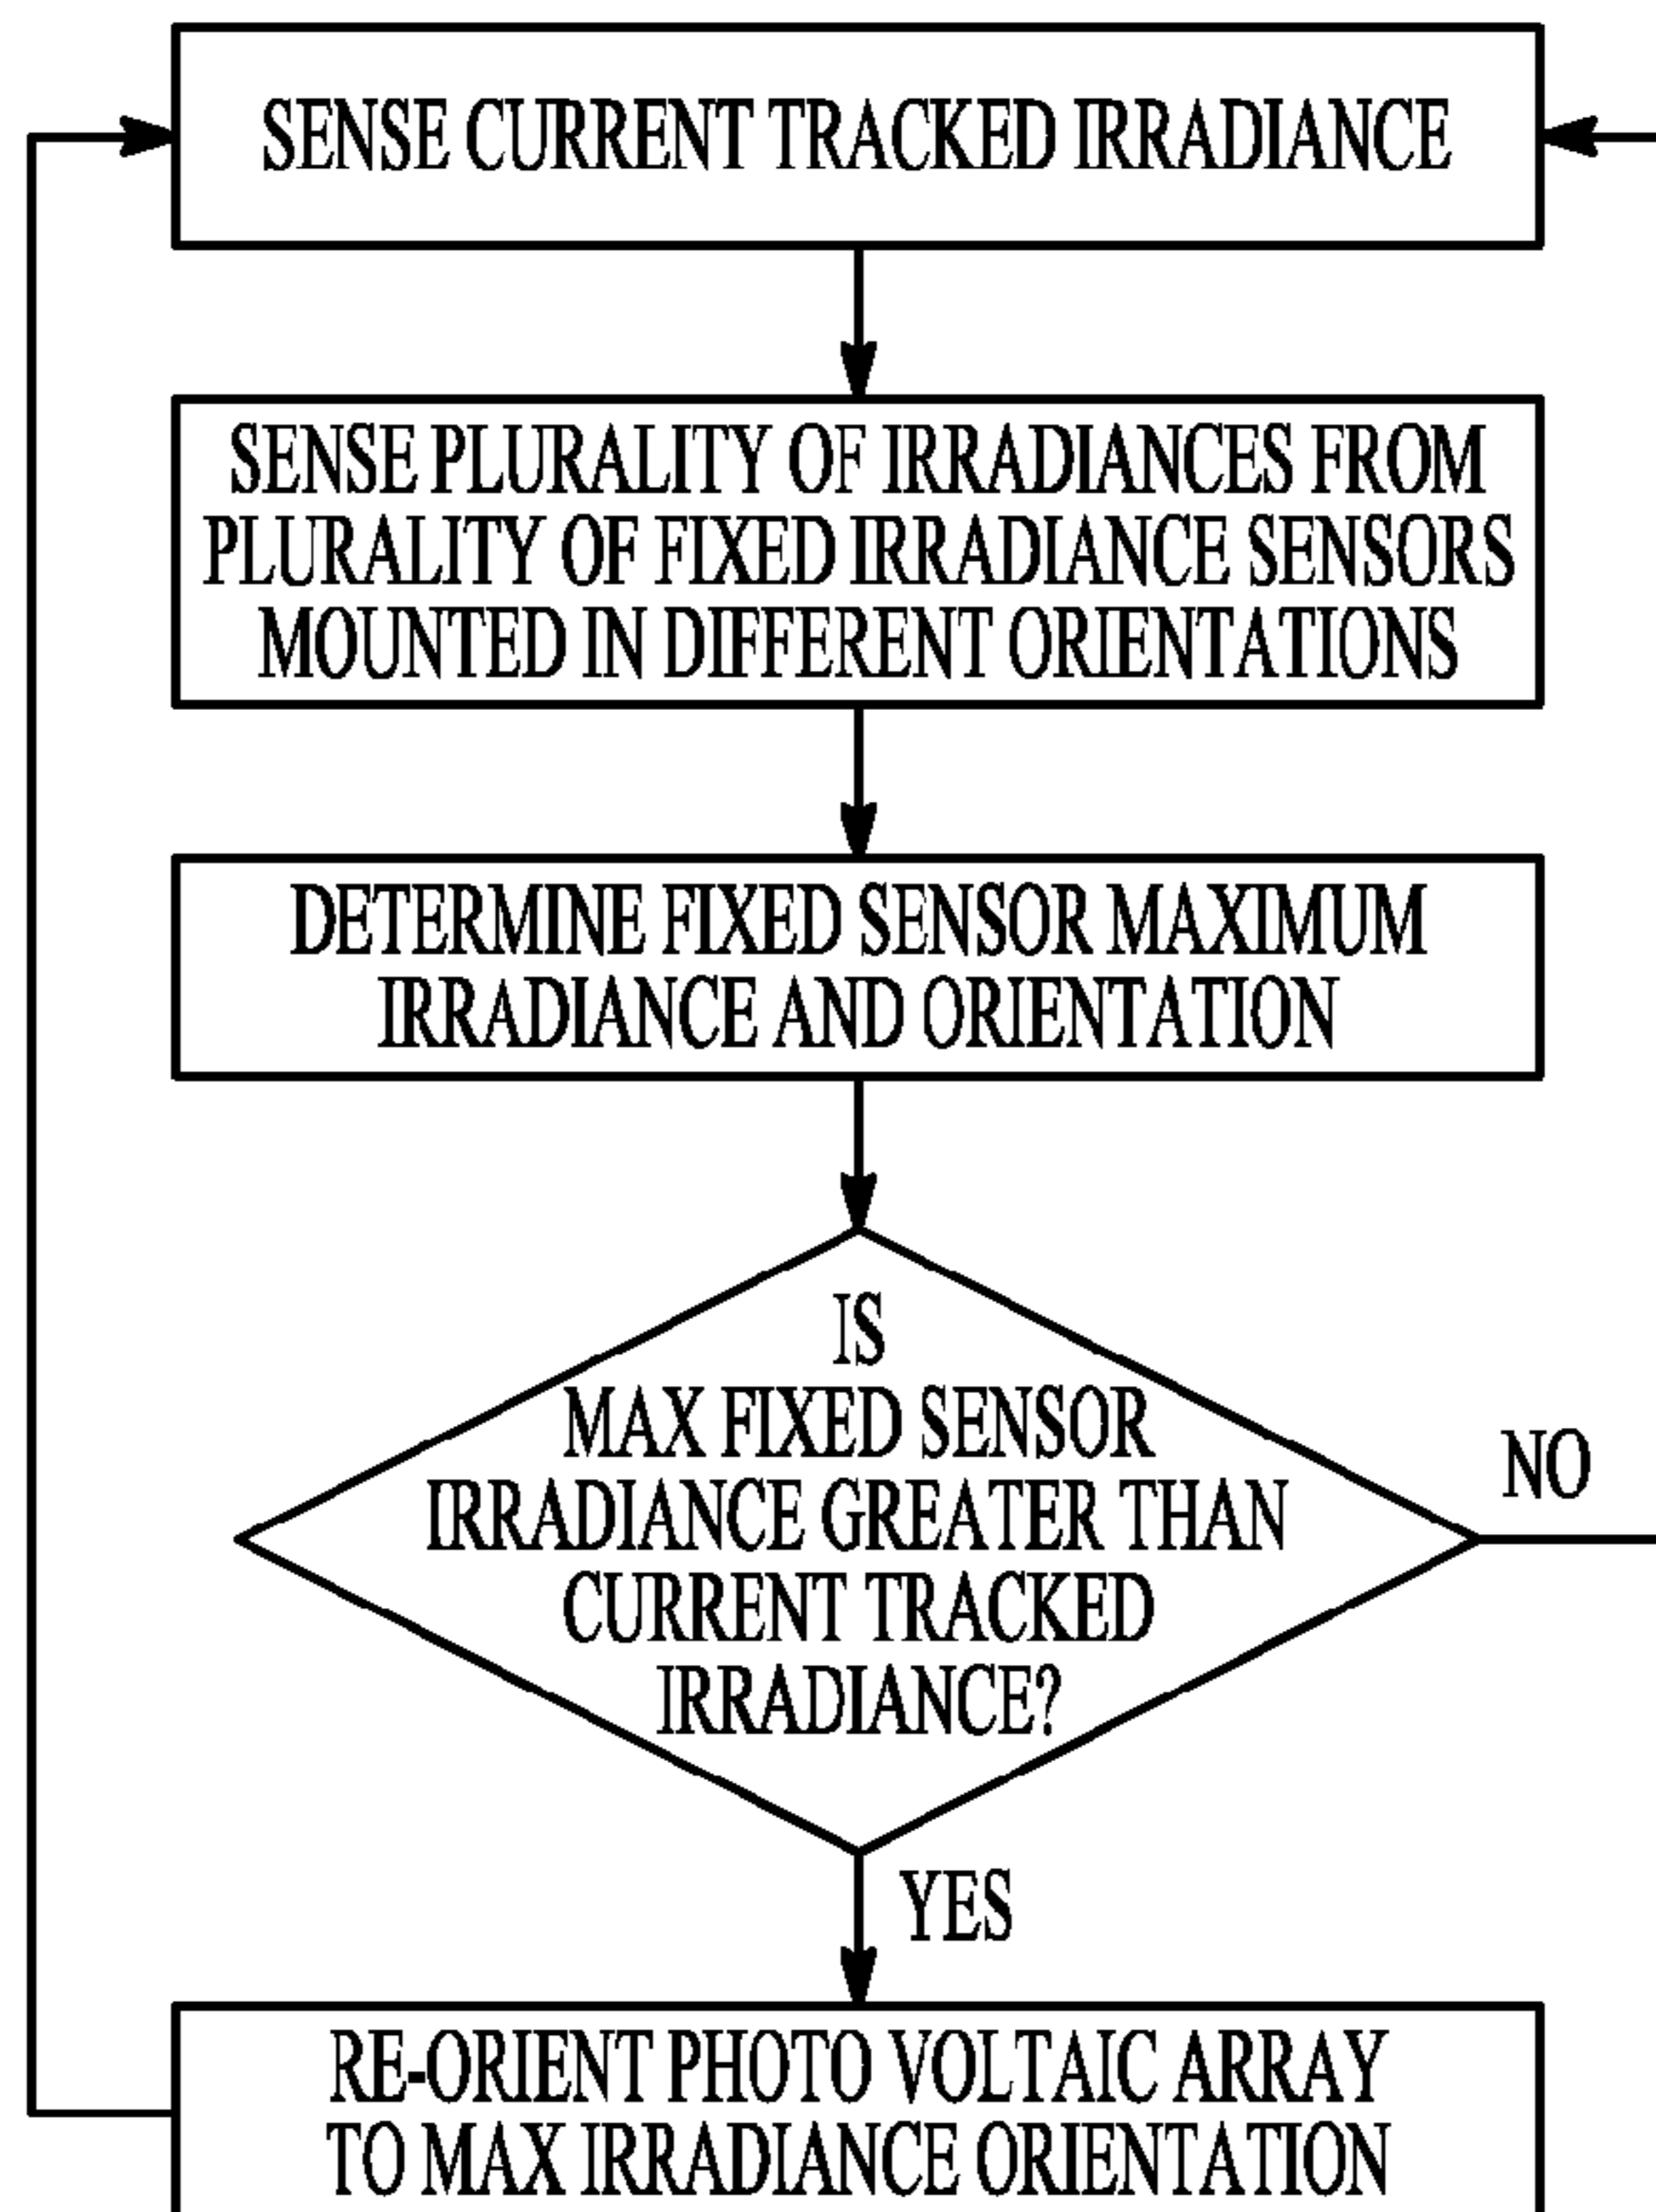 SENSE CURRENT TRACKED IRRADIANCE
SENSE PLURALITY OF IRRADIANCES FROM
PLURALITY OF FIXED IRRADIANCE SENSORS
MOUNTED IN DIFFERENT ORIENTATIONS
DETERMINE FIXED SENSOR MAXIMUM
IRRADIANCE AND ORIENTATION
IS
MAX FIXED SENSOR
IRRADIANCE GREATER THAN
CURRENT TRACKED
IRRADIANCE?
NO
YES
RE-ORIENT PHOTO VOLTAIC ARRAY
TO MAX IRRADIANCE ORIENTATION